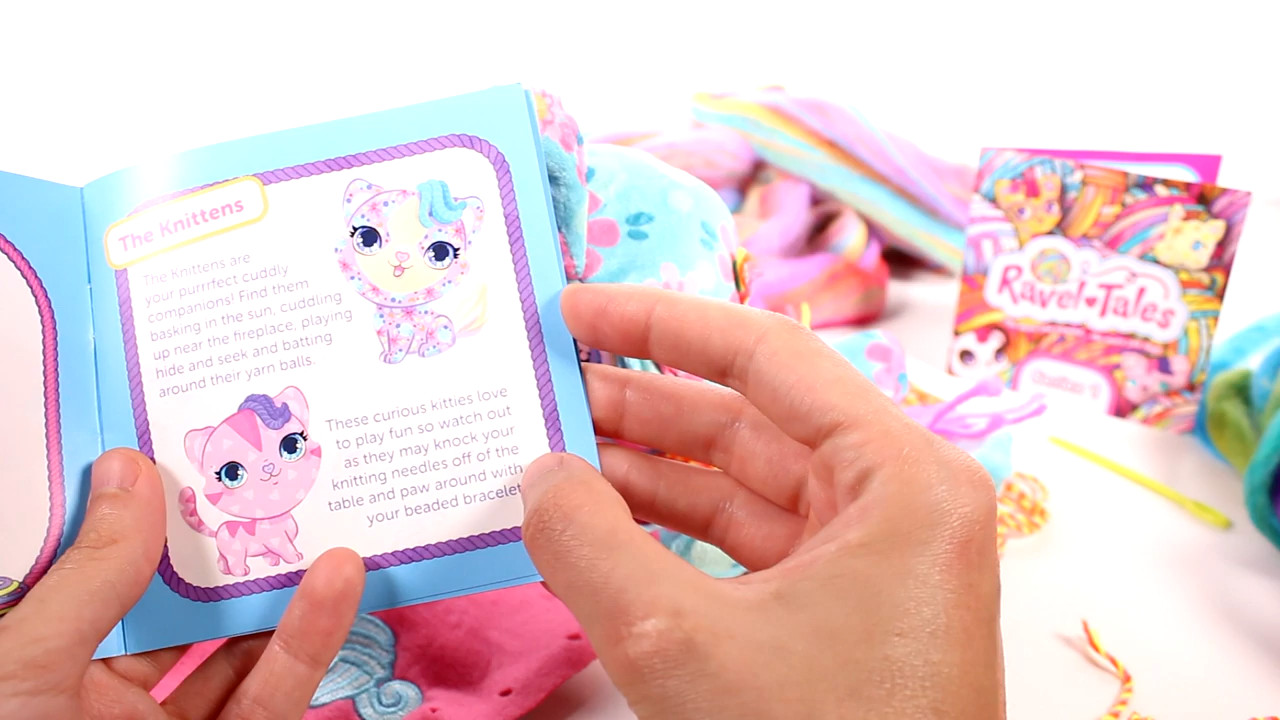 The Knittens
The Knittens are
your purrrfect cuddly
companions! Find them
basking in the sun, cuddling
up near the fireplace, playing
hide and seek and batting
around their yarn balls.
These curious kitties love
to play fun so watch out
as they may knock your
knitting needles off of the
table and paw around with
your beaded bracelet
Ravel Tales